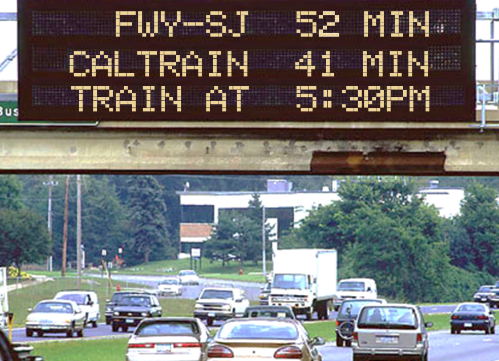 FWY-SJ 52 MIN
CALTRAIN 41 MIN
TRAIN AT 5:30PM
Bus